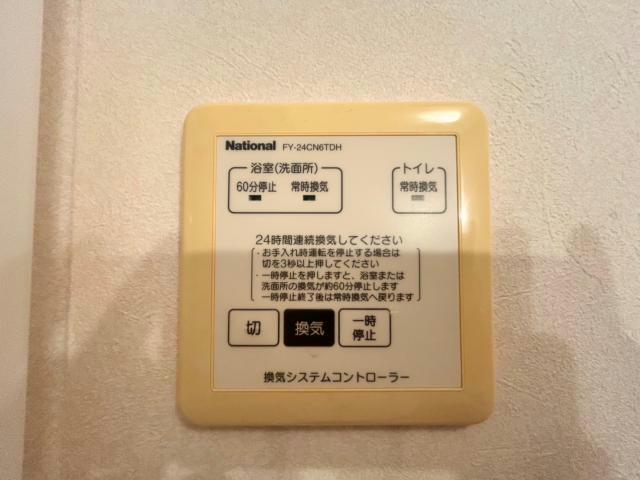 National FY-24CN6TDH
浴室(洗面所)
60分停止 常時換気
トイレ
常時換気
24時間連続換気してください
・お手入れ時運転を停止する場合は
切を3秒以上押してください
・一時停止を押しますと、浴室または
洗面所の換気が約60分停止します
一時停止終了後は常時換気へ戻ります
切
換気
一時
停止
換気システムコントローラー